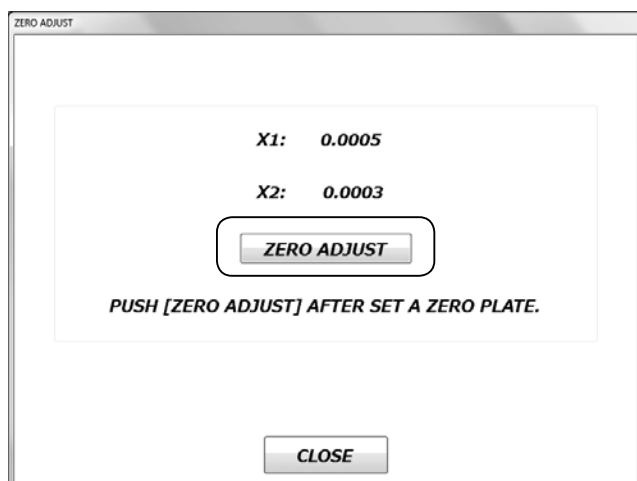 ZERO ADJUST
X1: 0.0005
X2: 0.0003
ZERO ADJUST
PUSH [ZERO ADJUST] AFTER SET A ZERO PLATE.
CLOSE